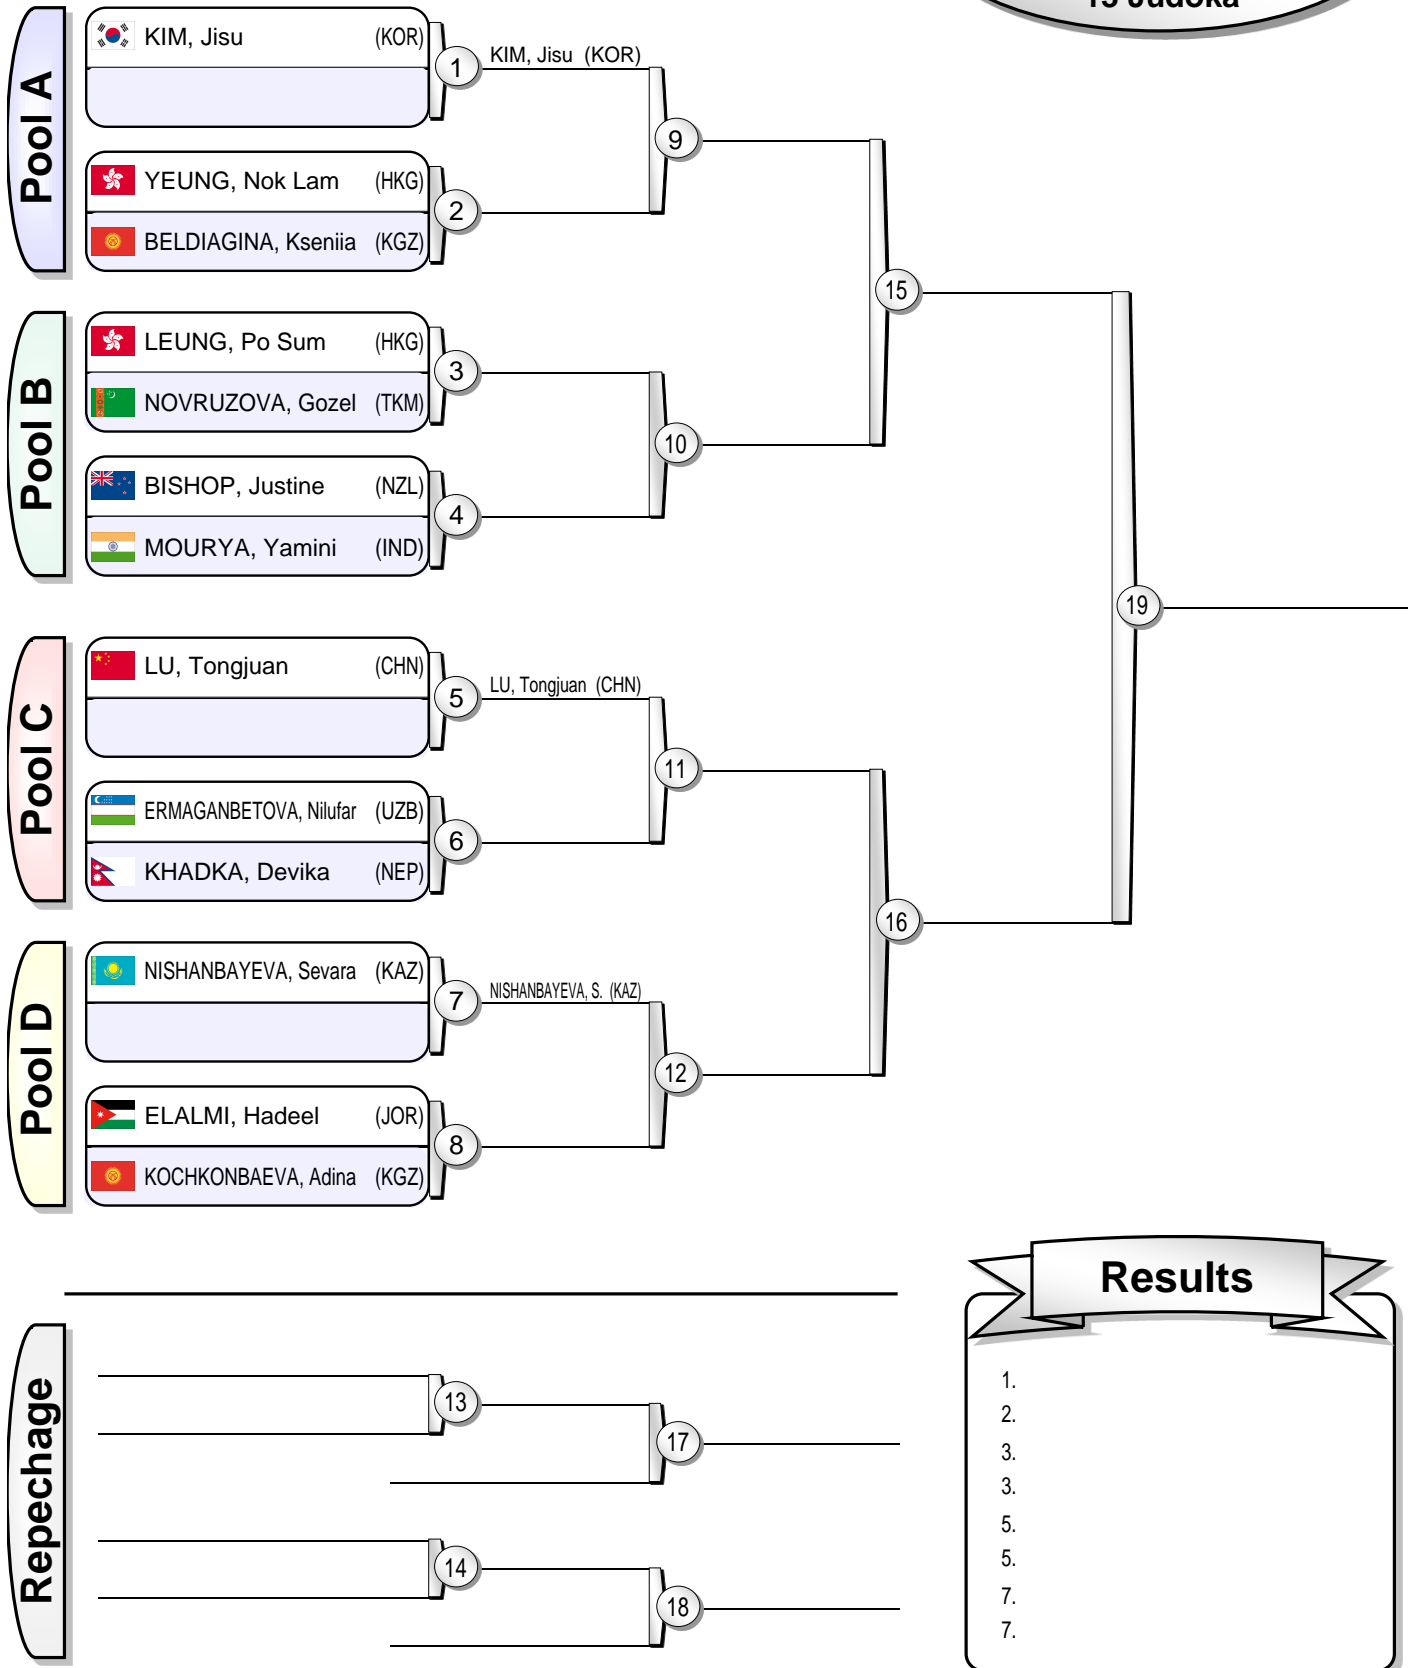 13 Judoka
Pool A
KIM, Jisu (KOR)
1
KIM, Jisu (KOR)
9
YEUNG, Nok Lam (HKG)
2
BELDIAGINA, Kseniia (KGZ)
15
Pool B
LEUNG, Po Sum (HKG)
3
NOVRUZOVA, Gozel (TKM)
10
BISHOP, Justine (NZL)
4
MOURYA, Yamini (IND)
19
Pool C
LU, Tongjuan (CHN)
5
LU, Tongjuan (CHN)
11
ERMAGANBETOVA, Nilufar (UZB)
6
KHADKA, Devika (NEP)
16
Pool D
NISHANBAYEVA, Sevara (KAZ)
7
NISHANBAYEVA, S. (KAZ)
12
ELALMI, Hadeel (JOR)
8
KOCHKONBAEVA, Adina (KGZ)
Repechage
13
17
14
18
Results
1.
2.
3.
3.
5.
5.
7.
7.